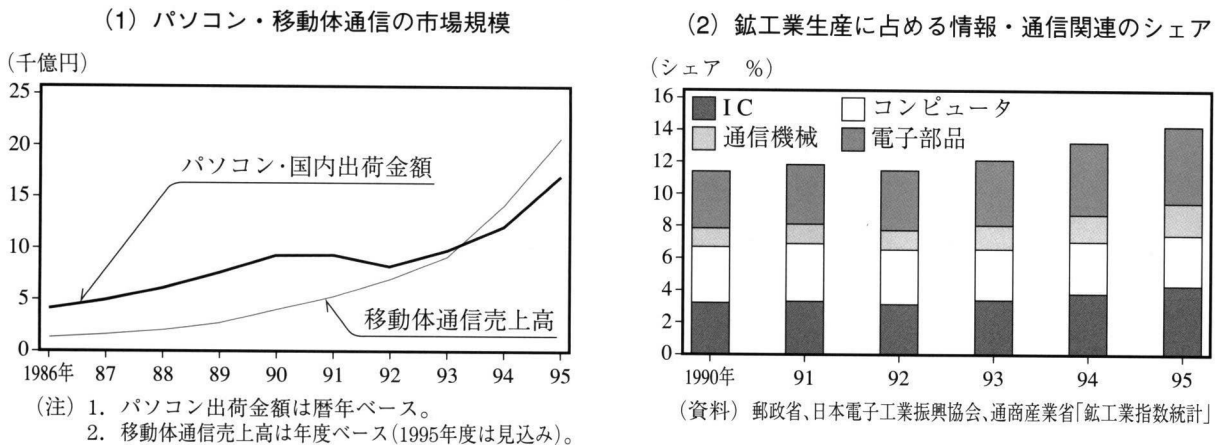 (1) パソコン・移動体通信の市場規模
(千億円)
25
20
15
10
5
0
パソコン・国内出荷金額
移動体通信売上高
1986年 87 88 89 90 91 92 93 94 95
(注) 1. パソコン出荷金額は暦年ベース。
2. 移動体通信売上高は年度ベース(1995年度は見込み)。
(2) 鉱工業生産に占める情報・通信関連のシェア
(シェア %)
16
14
12
10
8
6
4
2
0
IC コンピュータ
通信機械 電子部品
1990年 91 92 93 94 95
(資料) 郵政省、日本電子工業振興協会、通商産業省「鉱工業指数統計」